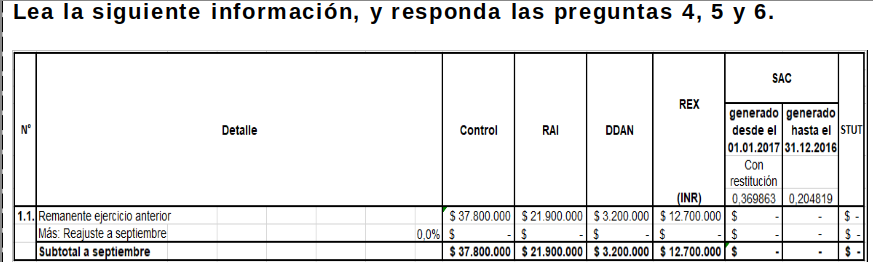 Lea la siguiente información, y responda las preguntas 4, 5 y 6.
N° Detalle Control RAI DDAN REX (INR) SAC STUT
generado desde el 01.01.2017 generado hasta el 31.12.2016
Con restitución
0,369863 0,204819
1.1. Remanente ejercicio anterior $ 37.800.000 $ 21.900.000 $ 3.200.000 $ 12.700.000 $ - - $ -
Más: Reajuste a septiembre 0,0% $ - $ - $ - $ - $ - - $ -
Subtotal a septiembre $ 37.800.000 $ 21.900.000 $ 3.200.000 $ 12.700.000 $ - - $ -